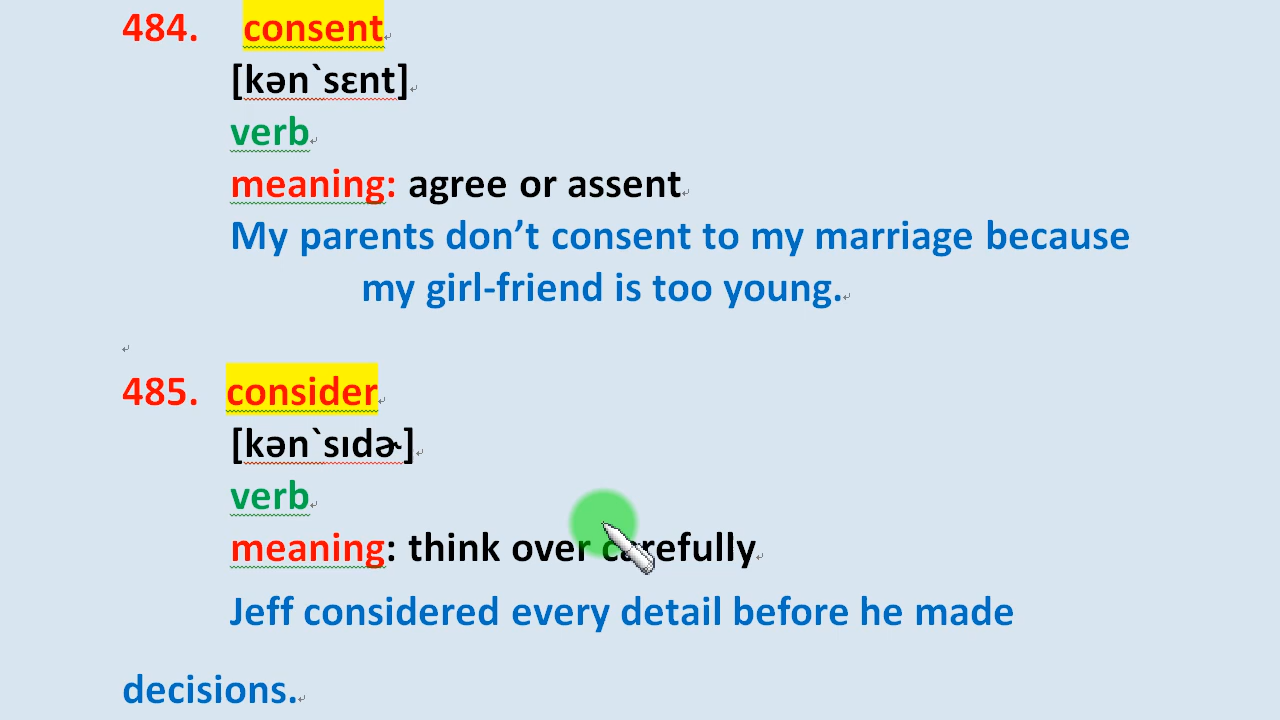 484. consent
[kən`sɛnt]
verb
meaning: agree or assent
My parents don’t consent to my marriage because
my girl-friend is too young.
485. consider
[kən`sɪdɚ]
verb
meaning: think over carefully
Jeff considered every detail before he made
decisions.